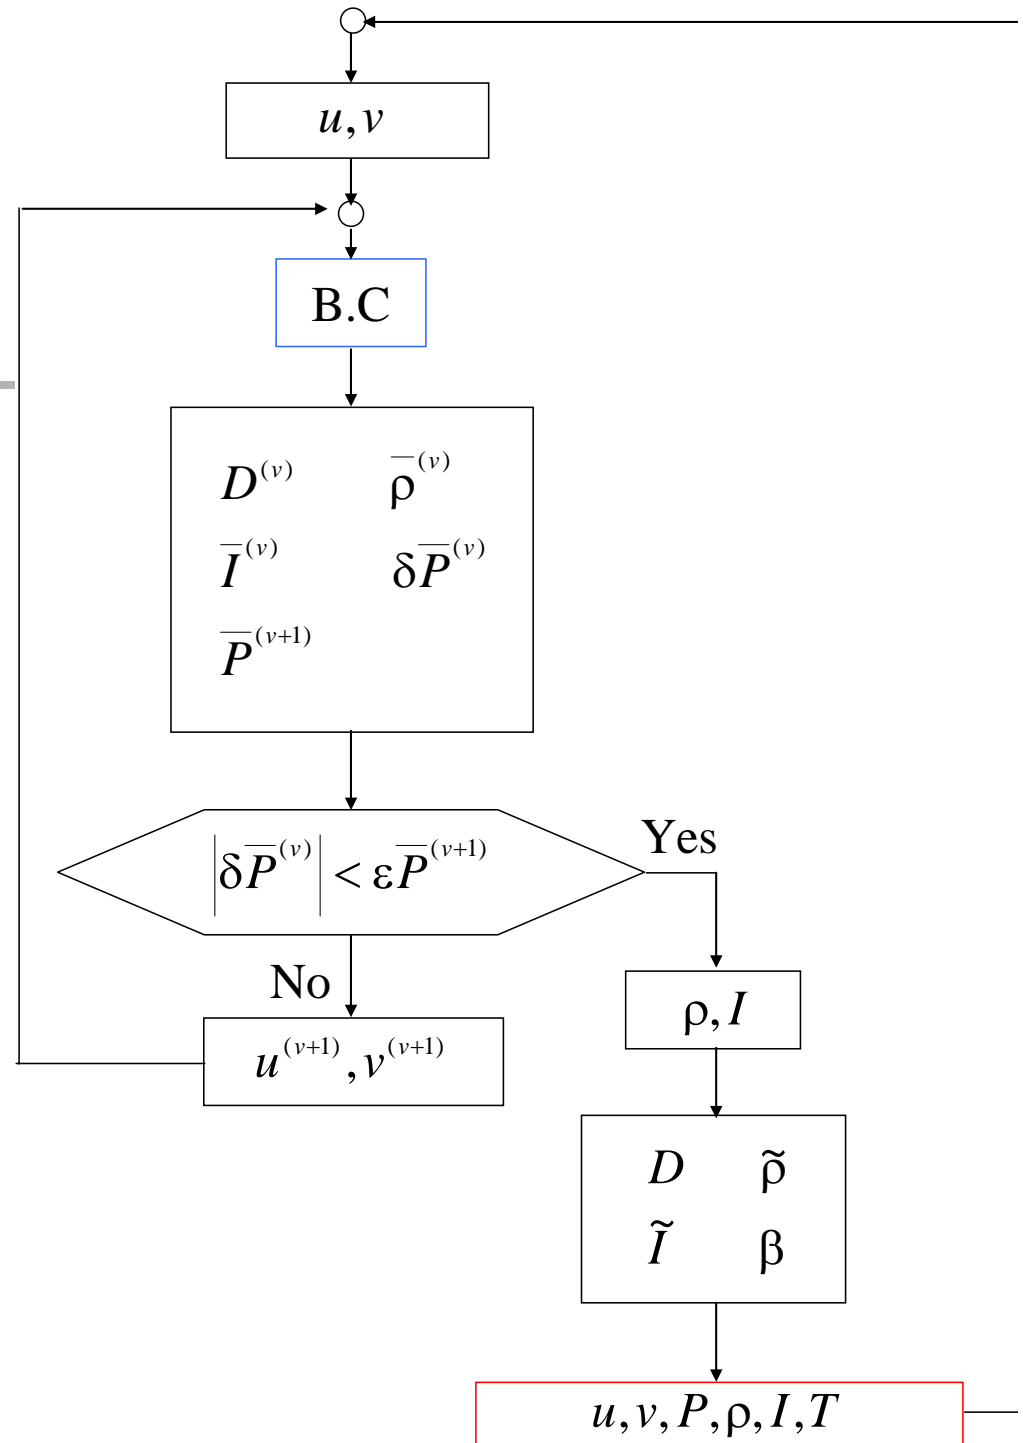 u, v
B.C
D^(v) ρ̅^(v)
I̅^(v) δP̅^(v)
P̅^(v+1)
|δP̅^(v)| < εP̅^(v+1)
Yes
No
u^(v+1), v^(v+1)
ρ, I
D ρ̃
Ĩ β
u, v, P, ρ, I, T